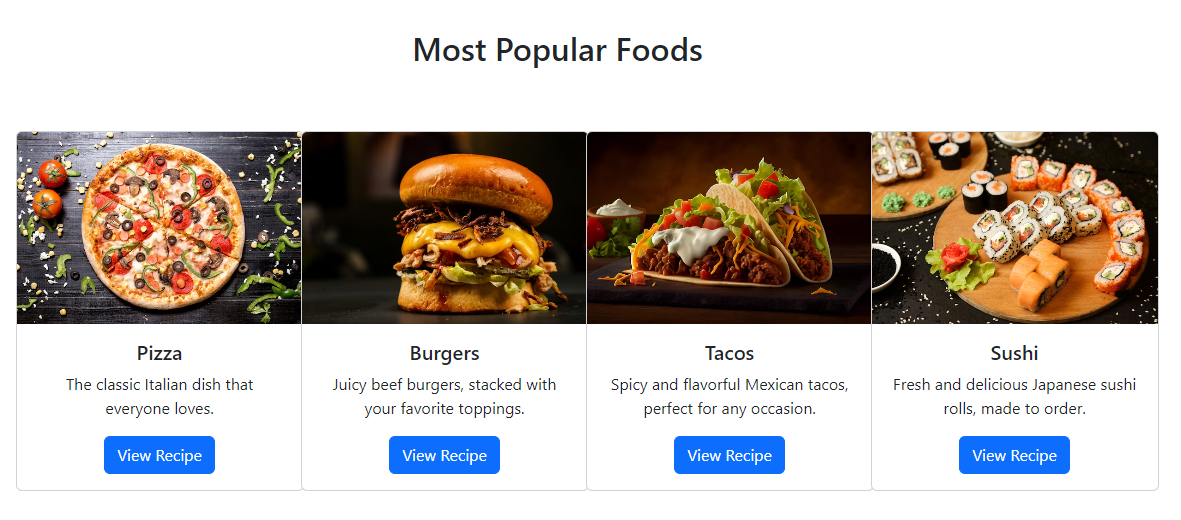 Most Popular Foods
Pizza
The classic Italian dish that
everyone loves.
View Recipe
Burgers
Juicy beef burgers, stacked with
your favorite toppings.
View Recipe
Tacos
Spicy and flavorful Mexican tacos,
perfect for any occasion.
View Recipe
Sushi
Fresh and delicious Japanese sushi
rolls, made to order.
View Recipe